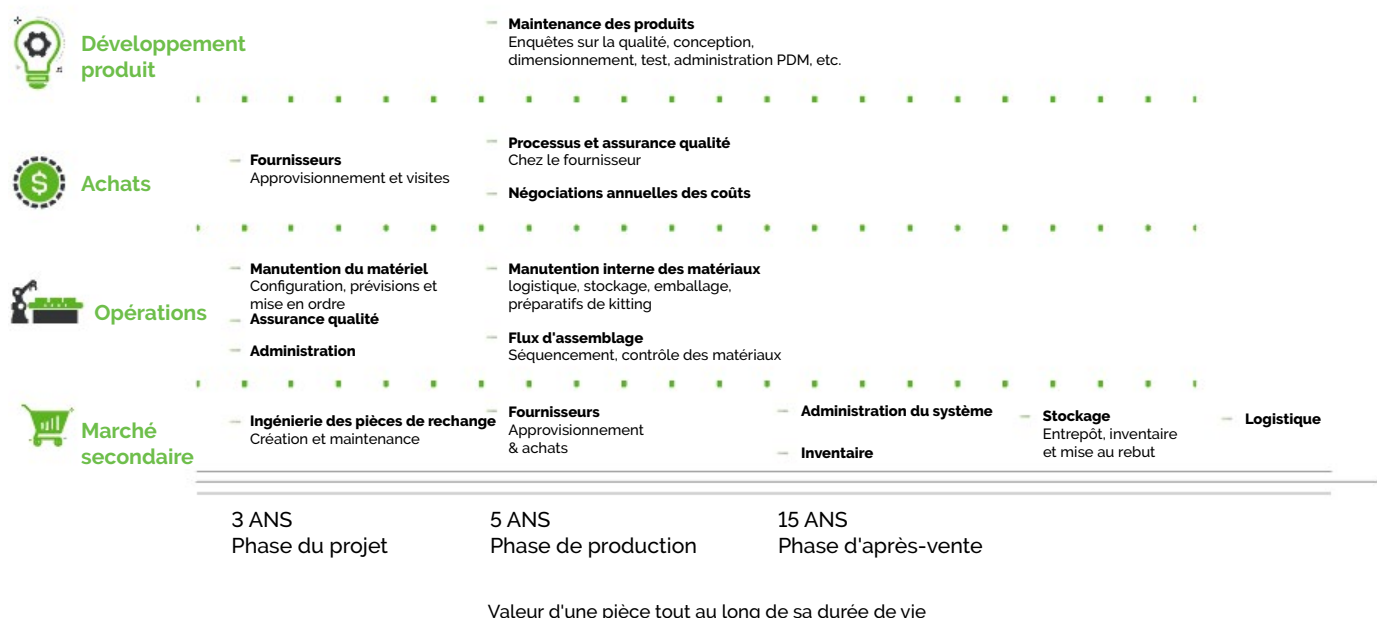 Développement
produit
Maintenance des produits
Enquêtes sur la qualité, conception,
dimensionnement, test, administration PDM, etc.
Achats
Fournisseurs
Approvisionnement et visites
Processus et assurance qualité
Chez le fournisseur
Négociations annuelles des coûts
Opérations
Manutention du matériel
Configuration, prévisions et
mise en ordre
Assurance qualité
Administration
Manutention interne des matériaux
logistique, stockage, emballage,
préparatifs de kitting
Flux d'assemblage
Séquencement, contrôle des matériaux
Marché
secondaire
Ingénierie des pièces de rechange
Création et maintenance
Fournisseurs
Approvisionnement
& achats
Administration du système
Inventaire
Stockage
Entrepôt, inventaire
et mise au rebut
Logistique
3 ANS
Phase du projet
5 ANS
Phase de production
15 ANS
Phase d'après-vente
Valeur d'une pièce tout au long de sa durée de vie